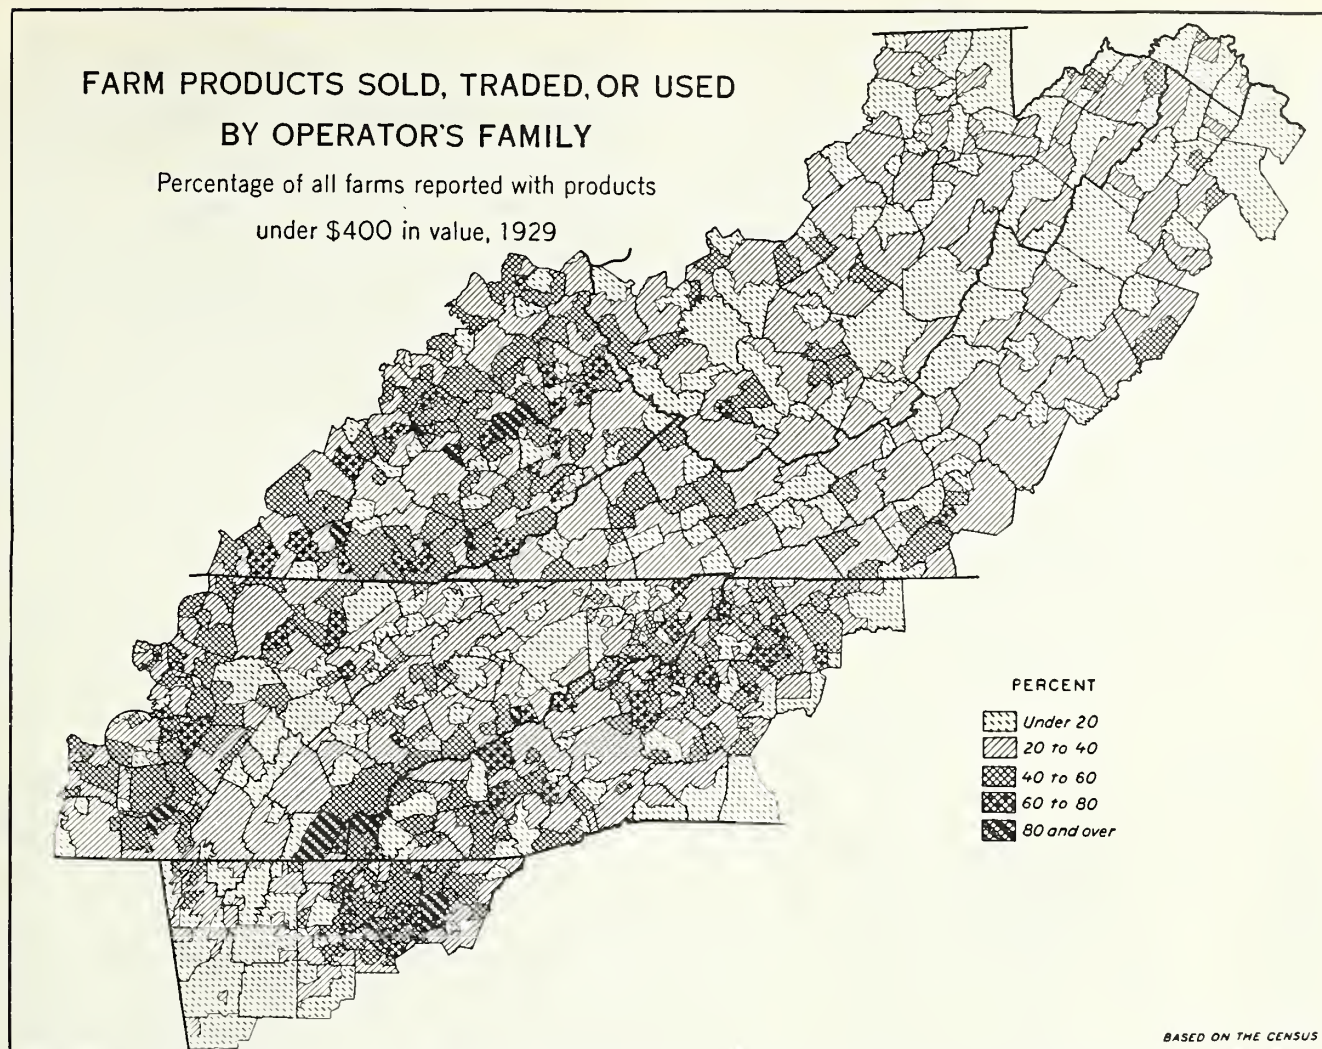 FARM PRODUCTS SOLD, TRADED, OR USED
BY OPERATOR'S FAMILY
Percentage of all farms reported with products
under $400 in value, 1929
PERCENT
Under 20
20 to 40
40 to 60
60 to 80
80 and over
BASED ON THE CENSUS